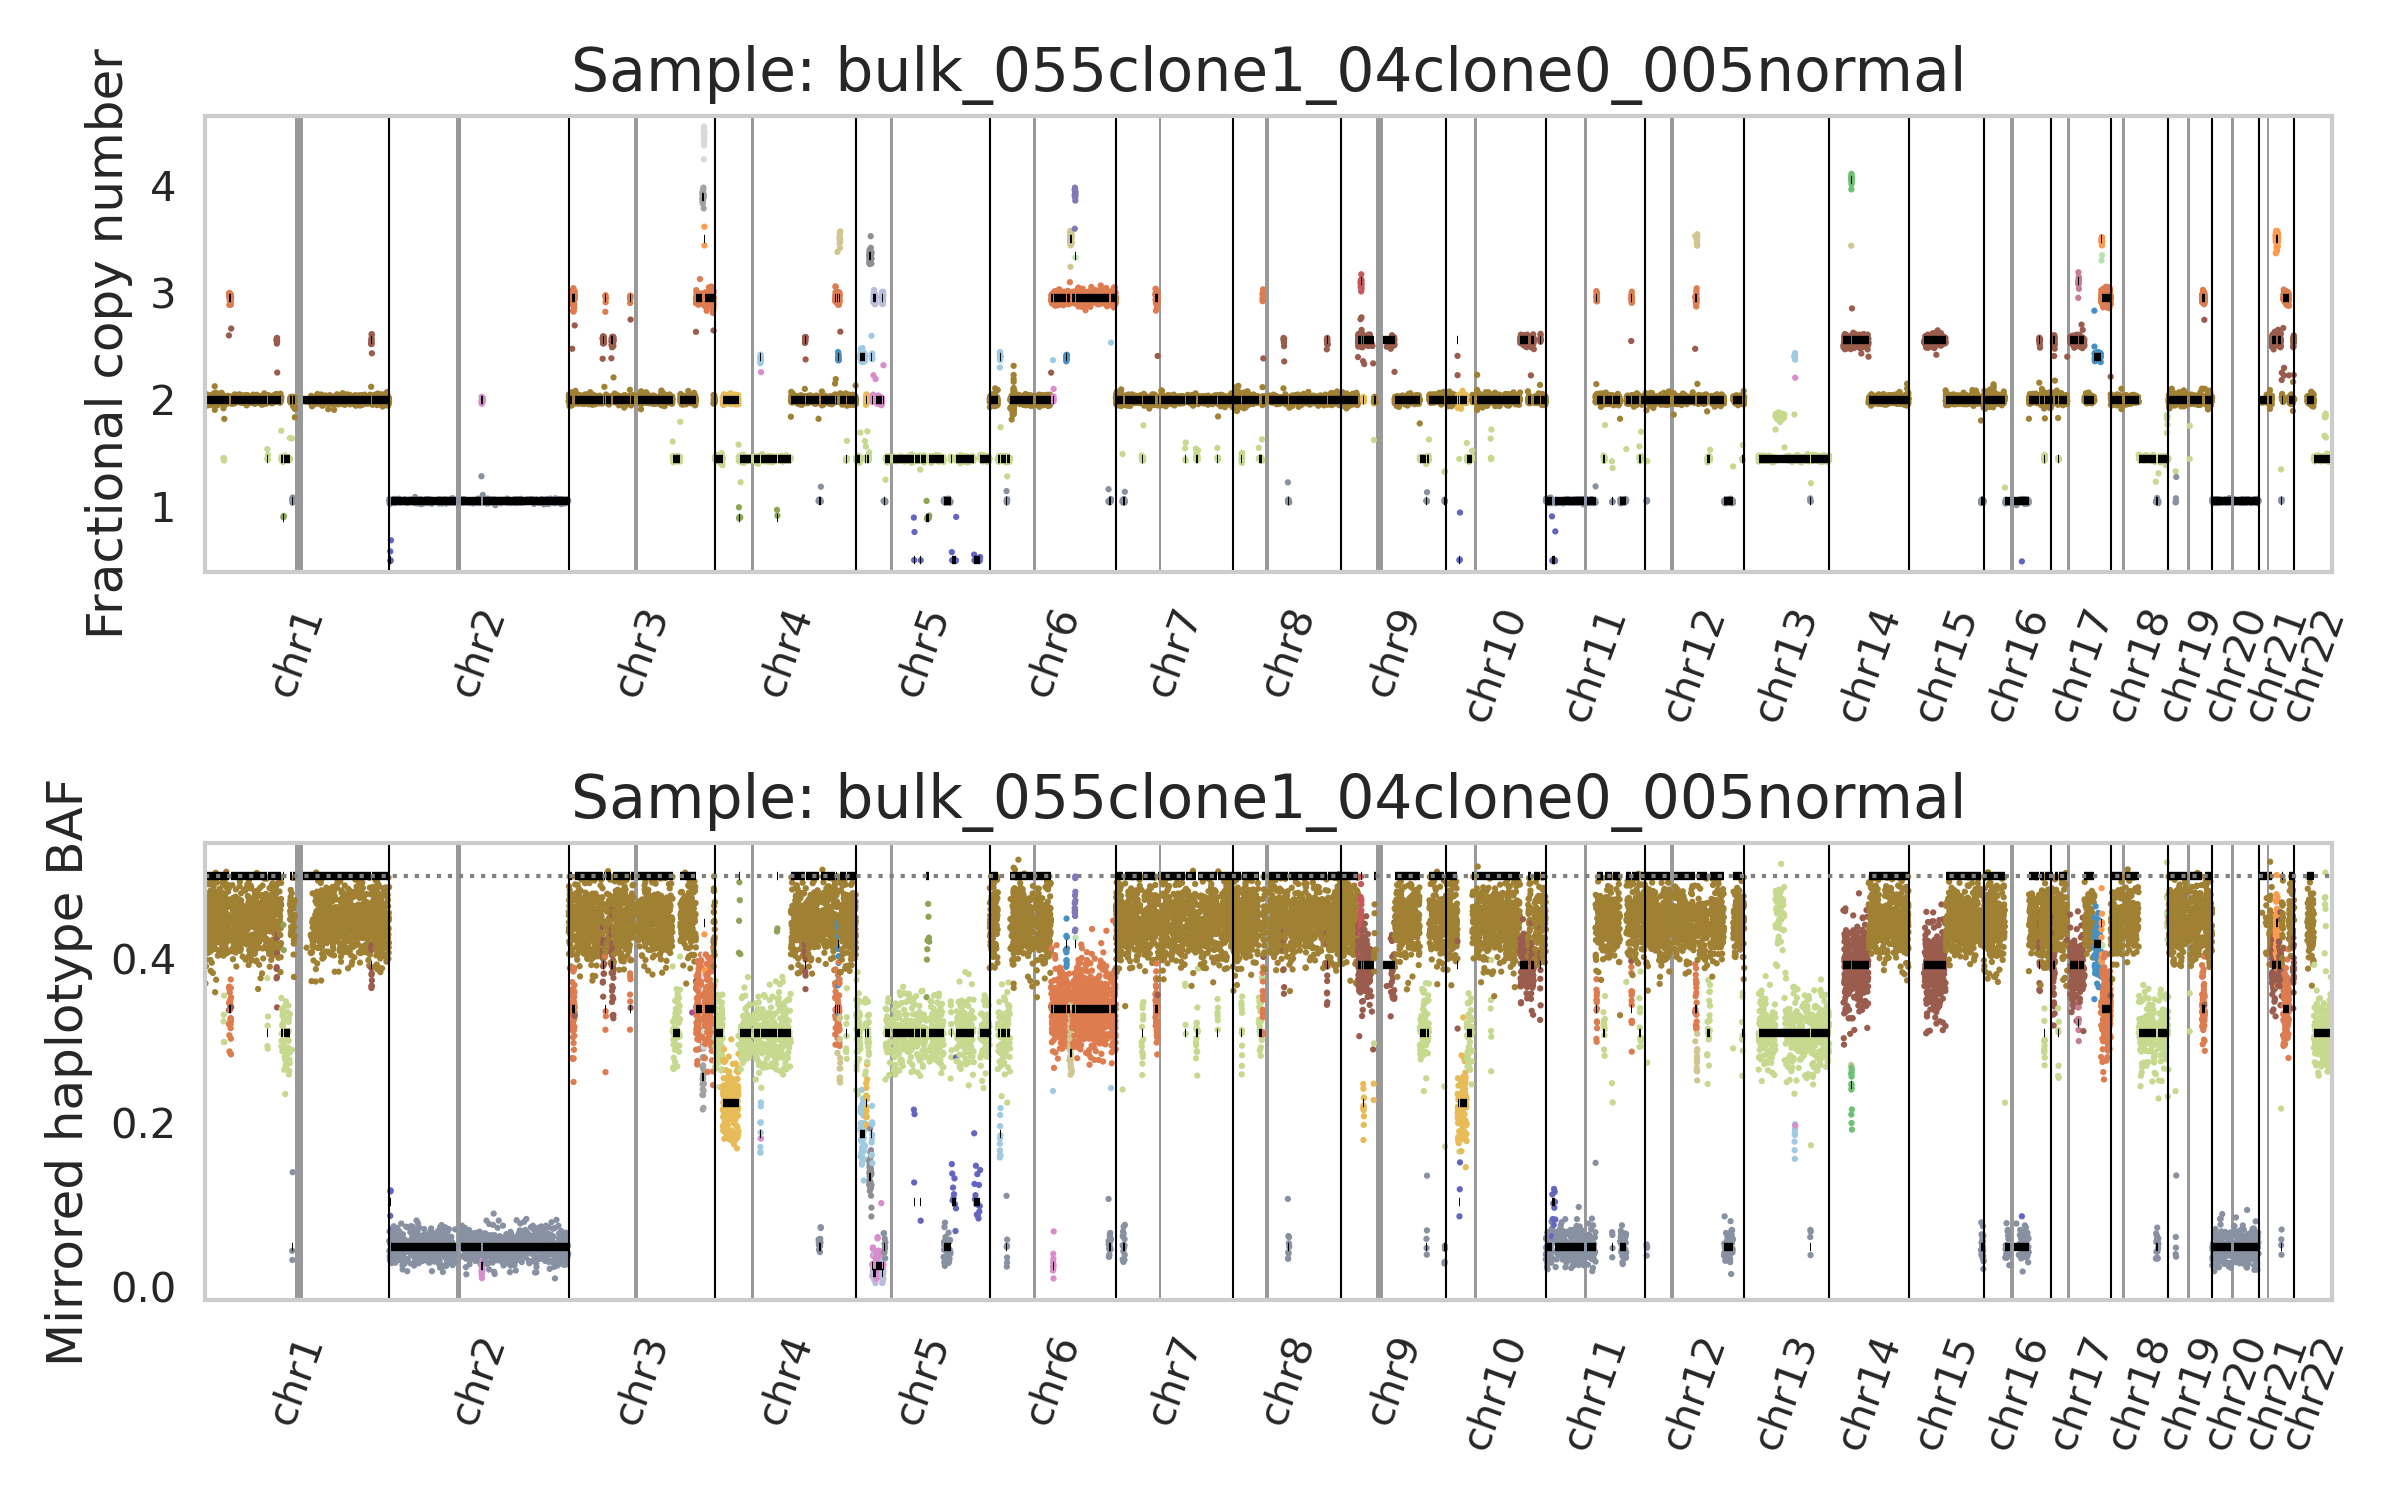 Sample: bulk_055clone1_04clone0_005normal
Fractional copy number
4
3
2
1
chr1
chr2
chr3
chr4
chr5
chr6
chr7
chr8
chr9
chr10
chr11
chr12
chr13
chr14
chr15
chr16
chr17
chr18
chr19
chr20
chr21
chr22
Sample: bulk_055clone1_04clone0_005normal
Mirrored haplotype BAF
0.4
0.2
0.0
chr1
chr2
chr3
chr4
chr5
chr6
chr7
chr8
chr9
chr10
chr11
chr12
chr13
chr14
chr15
chr16
chr17
chr18
chr19
chr20
chr21
chr22